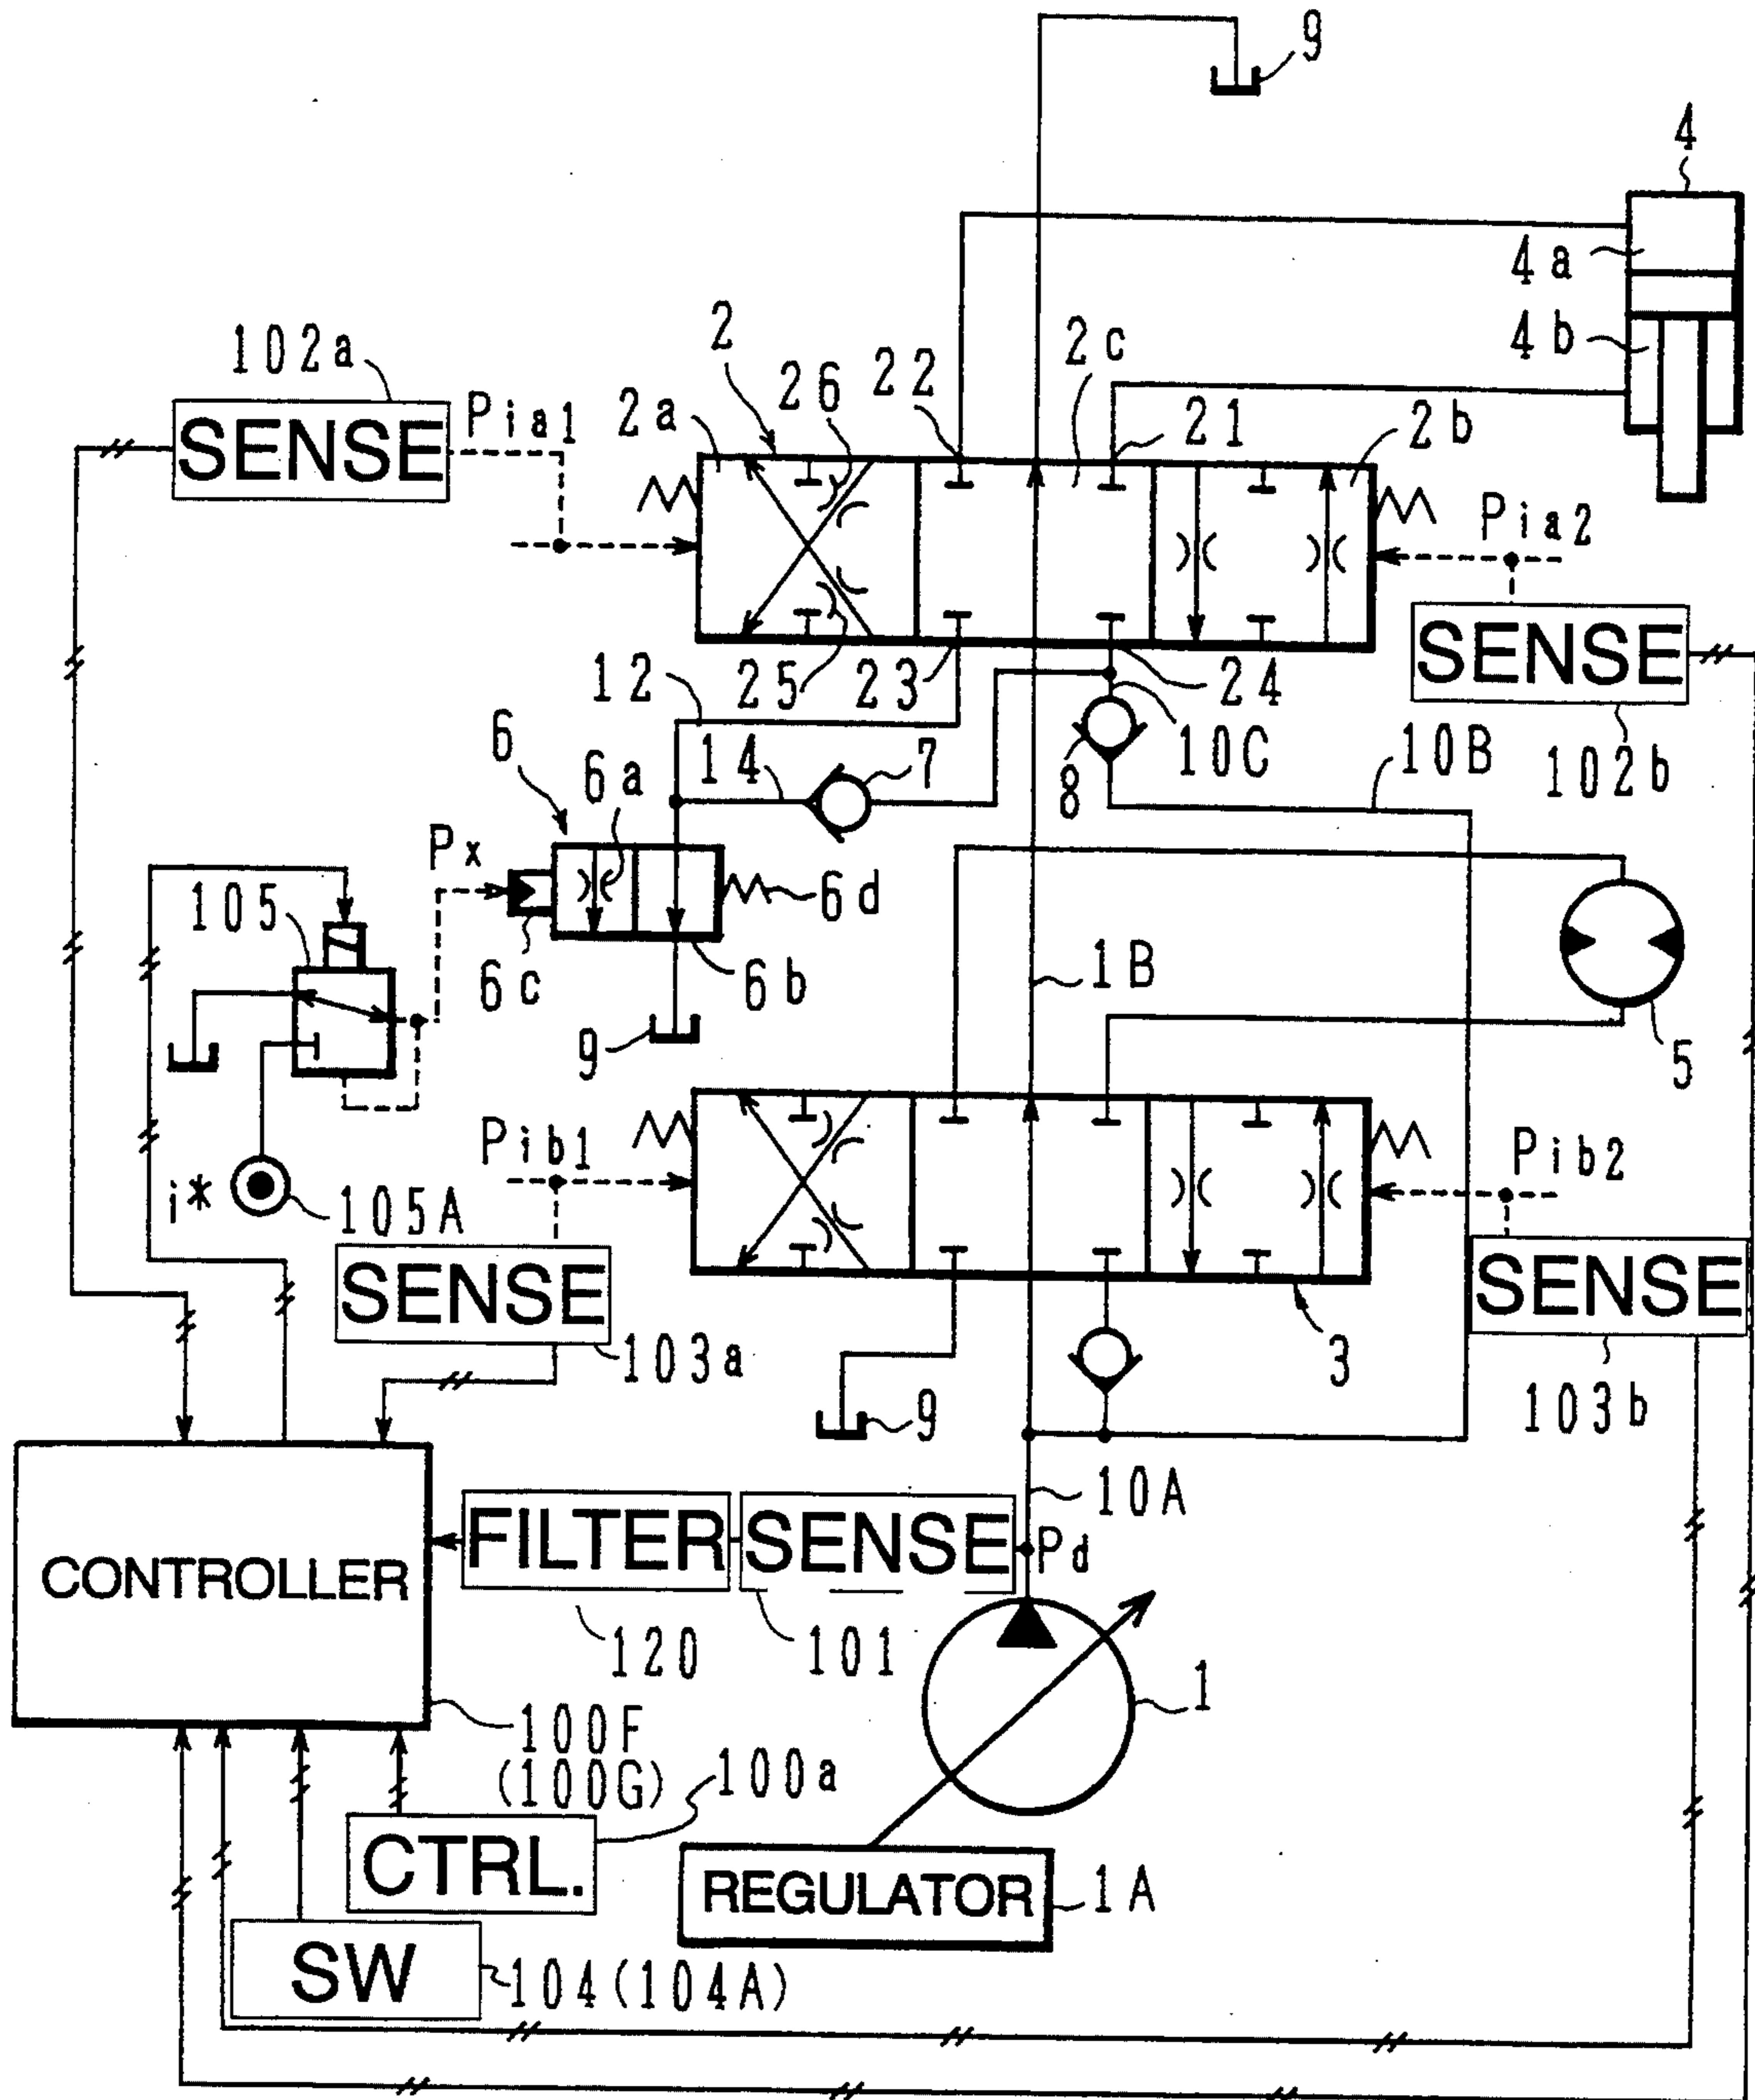 9
4
4a
4b
102a
SENSE
Pia1
2
2a
26
22
2c
21
2b
Pia2
SENSE
102b
12
25
23
24
6
6a
14
7
8
10C
10B
Px
105
6d
6c
6b
1B
9
5
i*
105A
Pib1
Pib2
SENSE
103a
SENSE
103b
3
9
10A
CONTROLLER
FILTER
SENSE
Pd
120
101
1
100F
(100G)
100a
CTRL.
REGULATOR
1A
SW
104(104A)